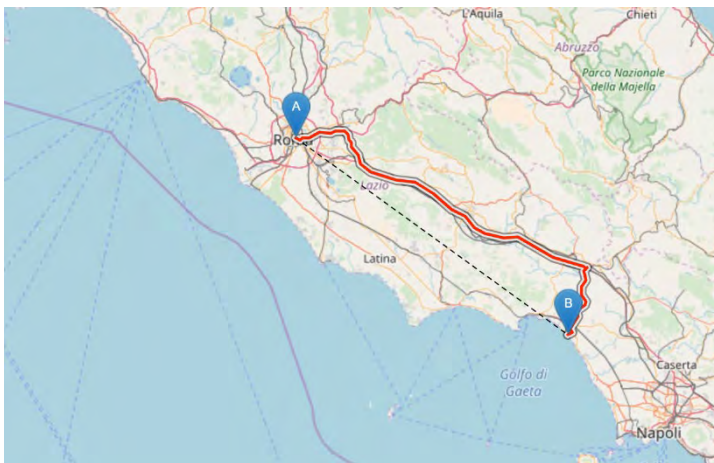 L'Aquila
Chieti
Abruzzo
Parco Nazionale
della Majella
A
Lazio
Latina
B
Golfo di
Gaeta
Caserta
Napoli